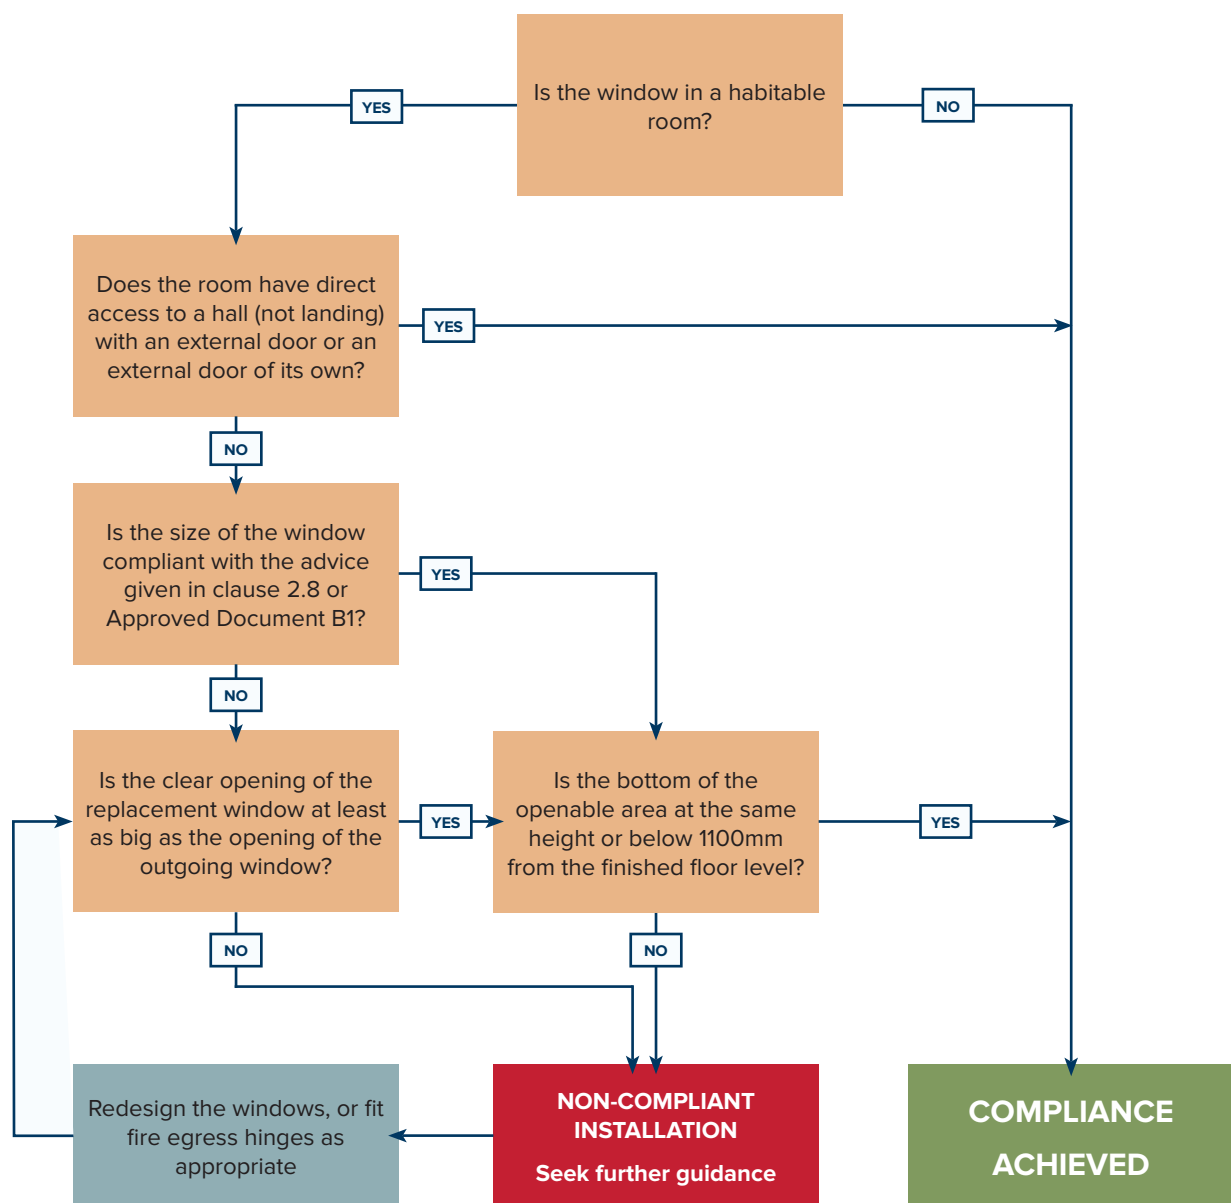 Is the window in a habitable
room?
YES
NO
Does the room have direct
access to a hall (not landing)
with an external door or an
external door of its own?
YES
NO
Is the size of the window
compliant with the advice
given in clause 2.8 or
Approved Document B1?
YES
NO
Is the clear opening of the
replacement window at least
as big as the opening of the
outgoing window?
YES
Is the bottom of the
openable area at the same
height or below 1100mm
from the finished floor level?
YES
NO
NO
Redesign the windows, or fit
fire egress hinges as
appropriate
NON-COMPLIANT
INSTALLATION
Seek further guidance
COMPLIANCE
ACHIEVED